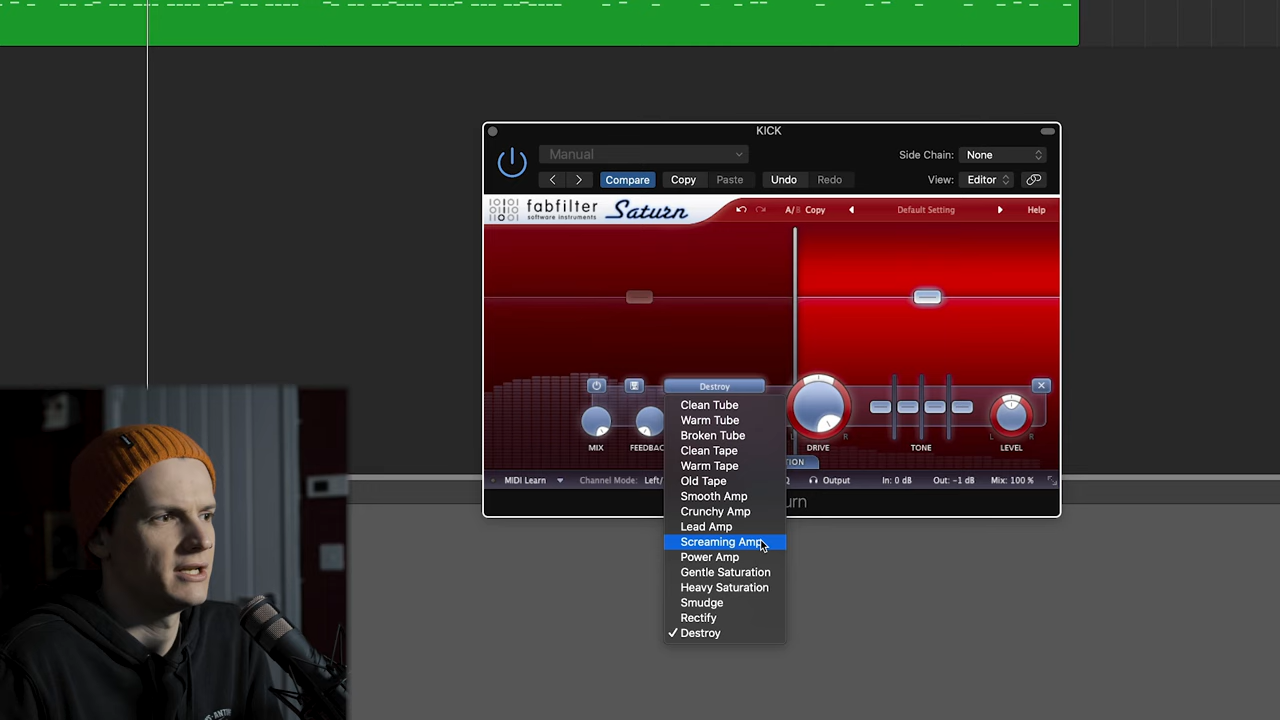 KICK
Manual
Side Chain: None
Compare Copy Paste Undo Redo View: Editor
fabfilter Saturn A/B Copy Default Setting Help
software instruments
Destroy
Clean Tube
Warm Tube
Broken Tube
Clean Tape
Warm Tape
Old Tape
Smooth Amp
Crunchy Amp
Lead Amp
Screaming Amp
Power Amp
Gentle Saturation
Heavy Saturation
Smudge
Rectify
✓ Destroy
L R L R
MIX DRIVE TONE LEVEL
MIDI Learn Channel Mode: Output In: 0 dB Out: -1 dB Mix: 100 %